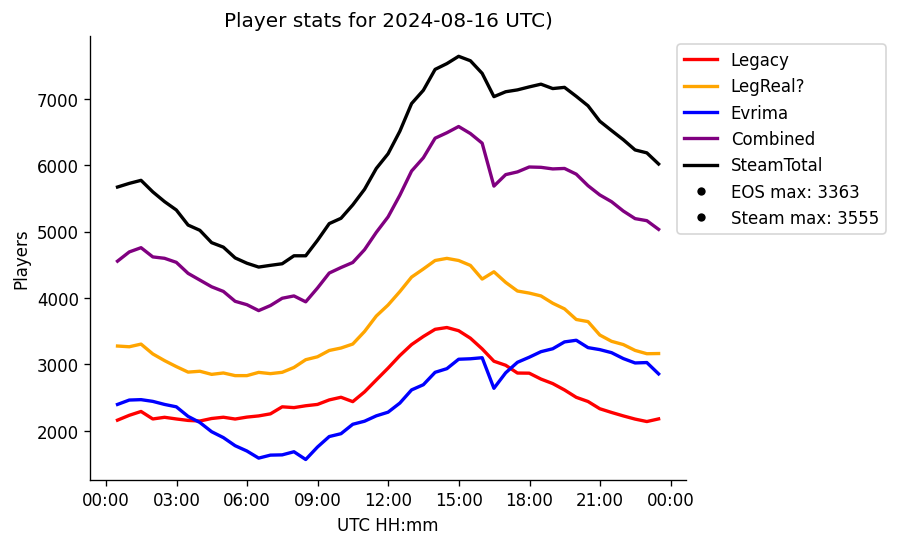 Player stats for 2024-08-16 UTC)
Legacy
LegReal?
Evrima
Combined
SteamTotal
EOS max: 3363
Steam max: 3555
Players
7000
6000
5000
4000
3000
2000
00:00 03:00 06:00 09:00 12:00 15:00 18:00 21:00 00:00
UTC HH:mm